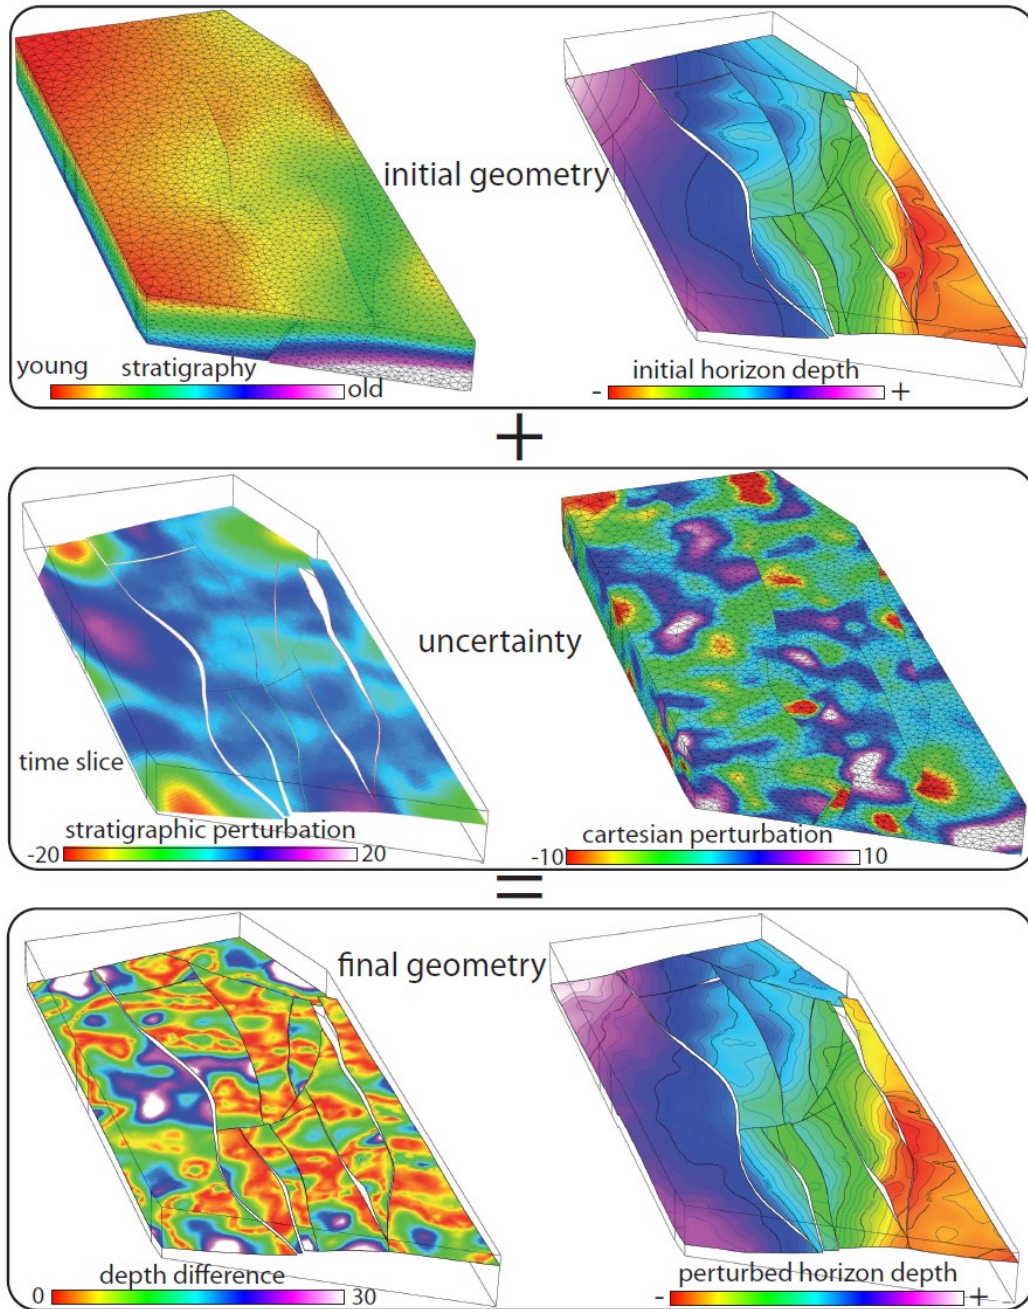 initial geometry
young stratigraphy old
initial horizon depth
- +
+
uncertainty
time slice
stratigraphic perturbation
-20 20
cartesian perturbation
-10 10
=
final geometry
depth difference
0 30
perturbed horizon depth
- +